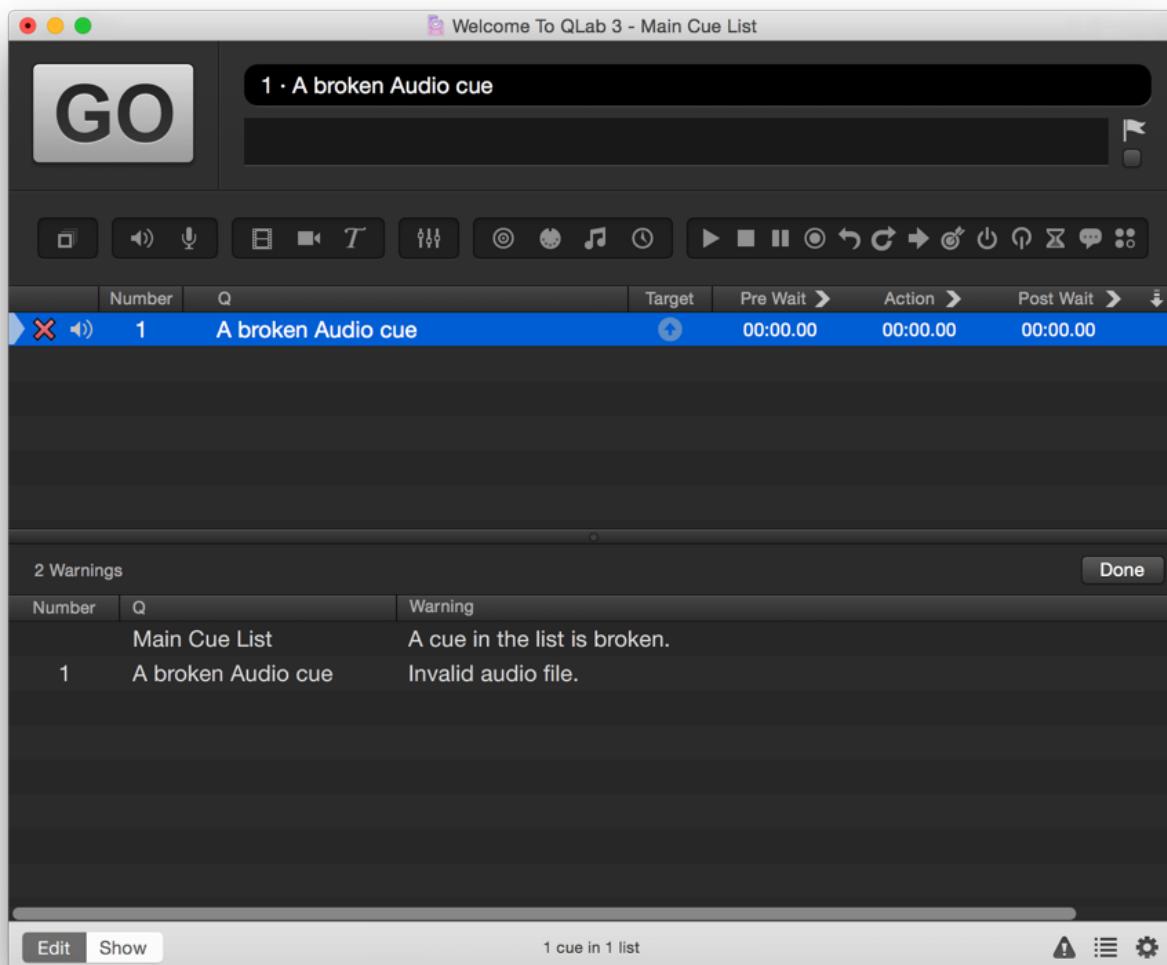 Welcome To QLab 3 - Main Cue List
GO
1 · A broken Audio cue
T
Number Q Target Pre Wait Action Post Wait
1 A broken Audio cue 00:00.00 00:00.00 00:00.00
2 Warnings Done
Number Q Warning
Main Cue List A cue in the list is broken.
1 A broken Audio cue Invalid audio file.
Edit Show 1 cue in 1 list